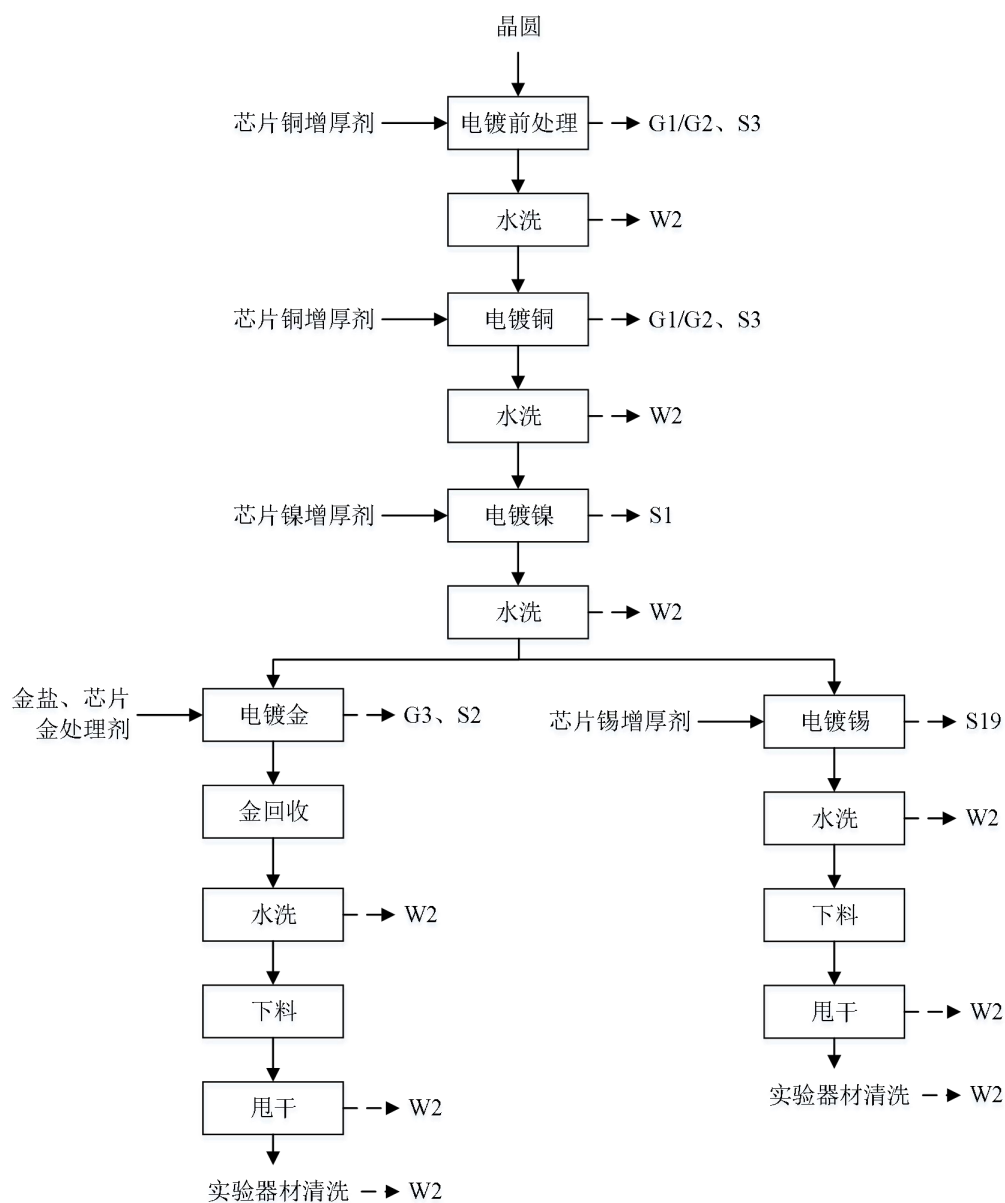 晶圆
芯片铜增厚剂
电镀前处理
G1/G2、S3
水洗
W2
芯片铜增厚剂
电镀铜
G1/G2、S3
水洗
W2
芯片镍增厚剂
电镀镍
S1
水洗
W2
金盐、芯片
金处理剂
电镀金
G3、S2
金回收
水洗
W2
下料
甩干
W2
实验器材清洗
W2
芯片锡增厚剂
电镀锡
S19
水洗
W2
下料
甩干
W2
实验器材清洗
W2